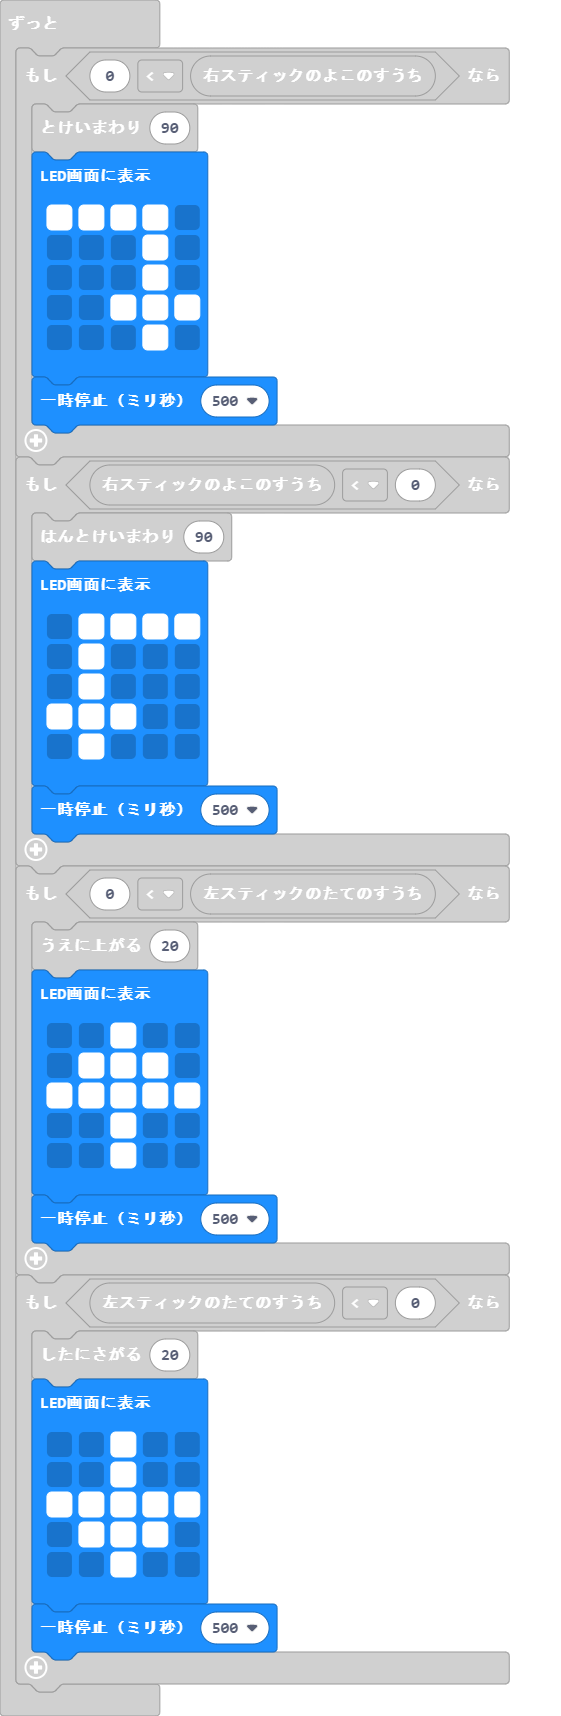 ずっと
もし 0 < 右スティックのよこのすうち なら
とけいまわり 90
LED画面に表示
一時停止（ミリ秒） 500
もし 右スティックのよこのすうち < 0 なら
はんとけいまわり 90
LED画面に表示
一時停止（ミリ秒） 500
もし 0 < 左スティックのたてのすうち なら
うえに上がる 20
LED画面に表示
一時停止（ミリ秒） 500
もし 左スティックのたてのすうち < 0 なら
したにさがる 20
LED画面に表示
一時停止（ミリ秒） 500